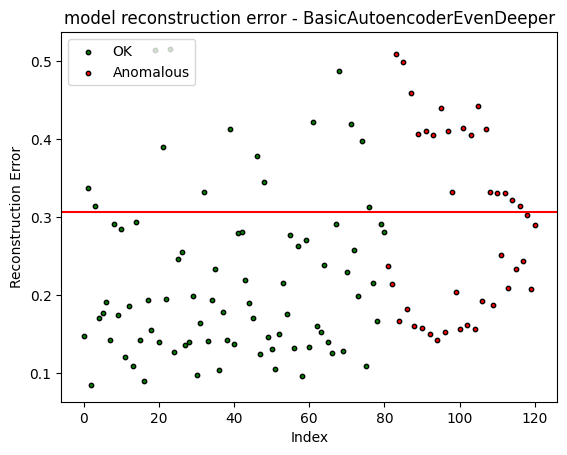 model reconstruction error - BasicAutoencoderEvenDeeper
OK
Anomalous
Reconstruction Error
0.5
0.4
0.3
0.2
0.1
0
20
40
60
80
100
120
Index